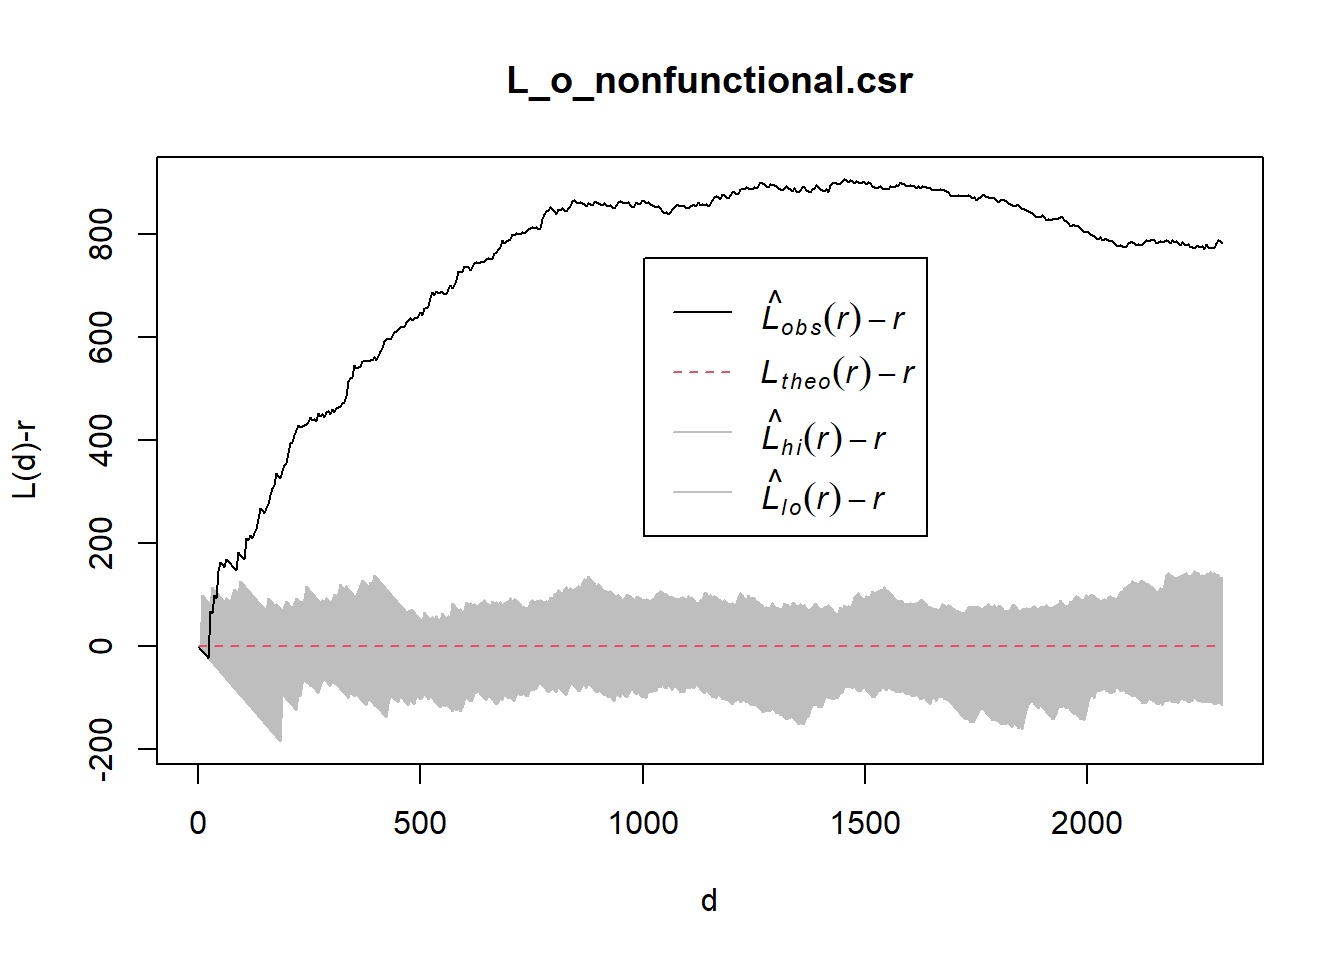 L_o_nonfunctional.csr
L(d)-r
800
600
400
200
0
-200
L̂obs(r) – r
Ltheo(r) – r
L̂hi(r) – r
L̂lo(r) – r
0 500 1000 1500 2000
d